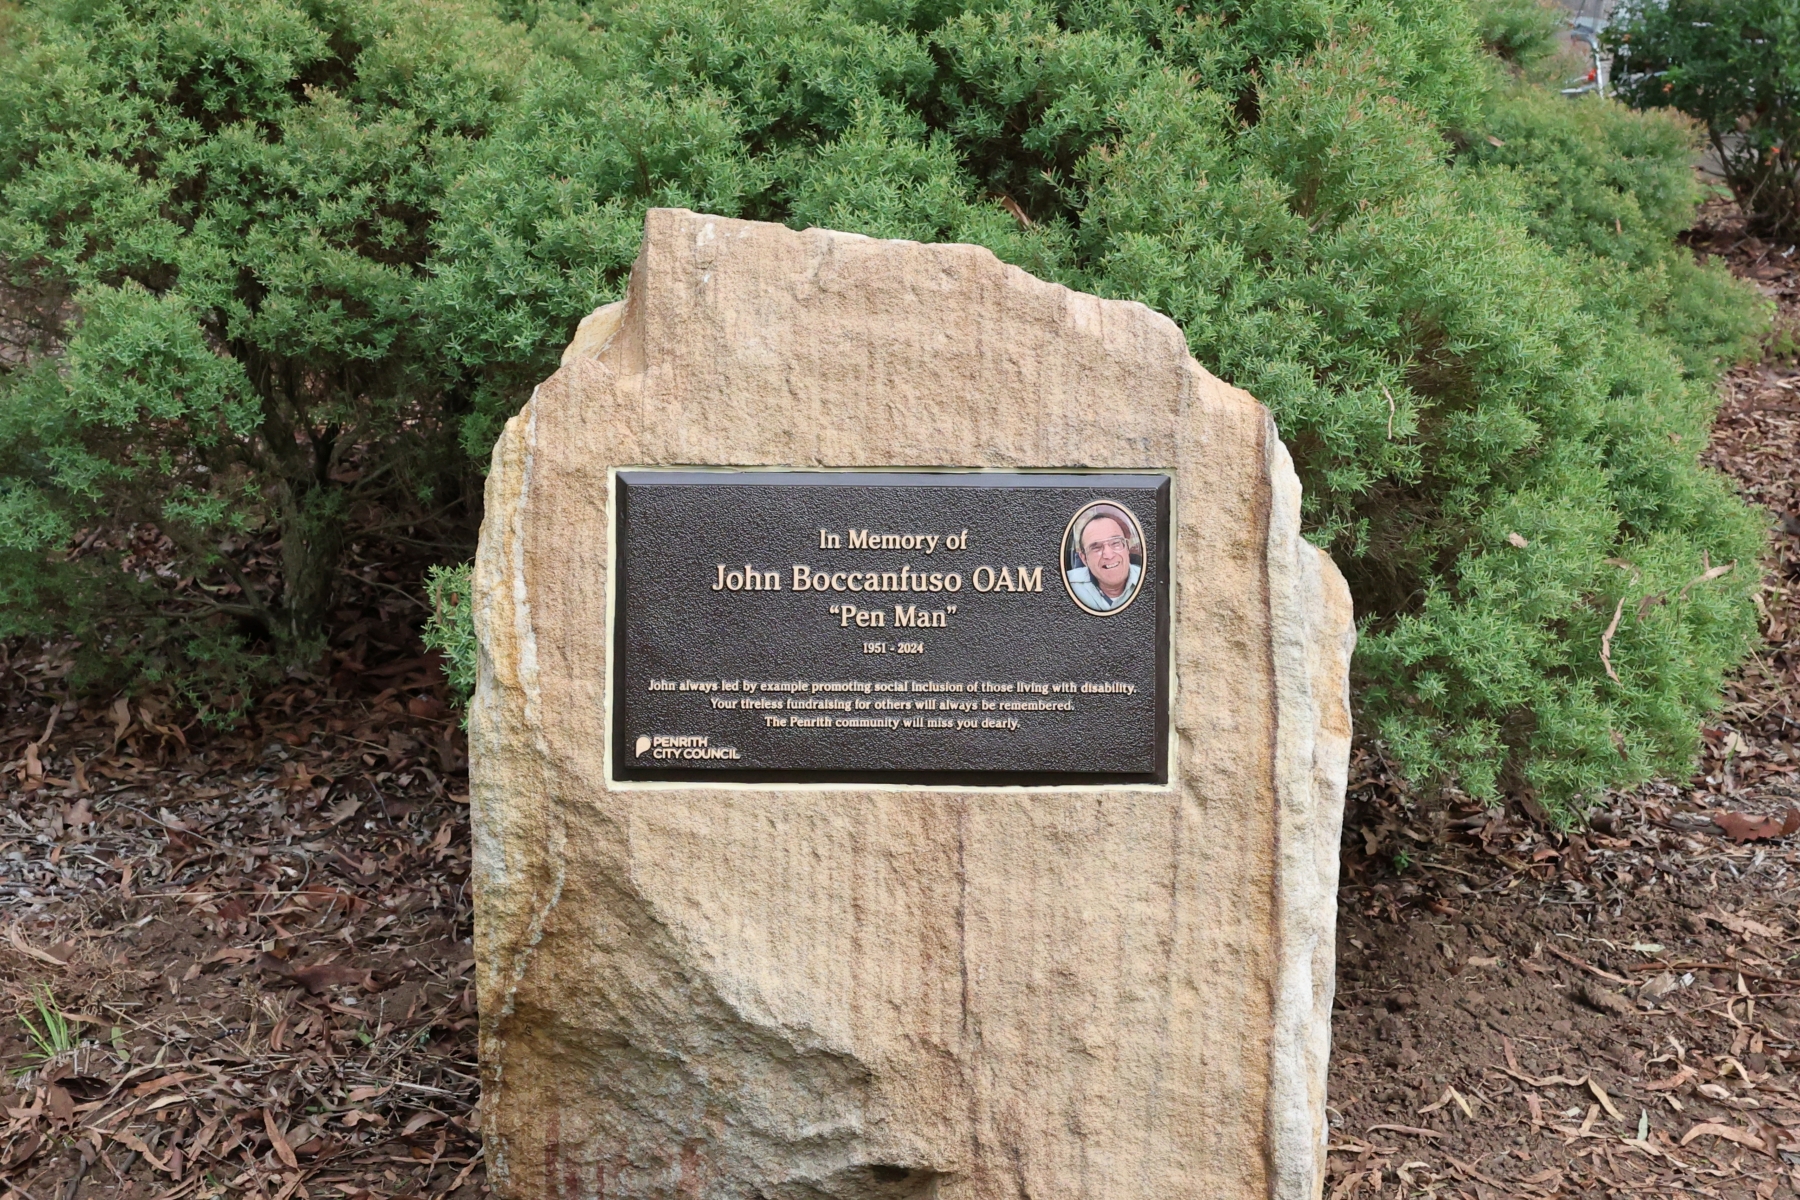 In Memory of
John Boccanfuso OAM
“Pen Man”
1951 - 2024
John always led by example promoting social inclusion of those living with disability.
Your tireless fundraising for others will always be remembered.
The Penrith community will miss you dearly.
PENRITH
CITY COUNCIL